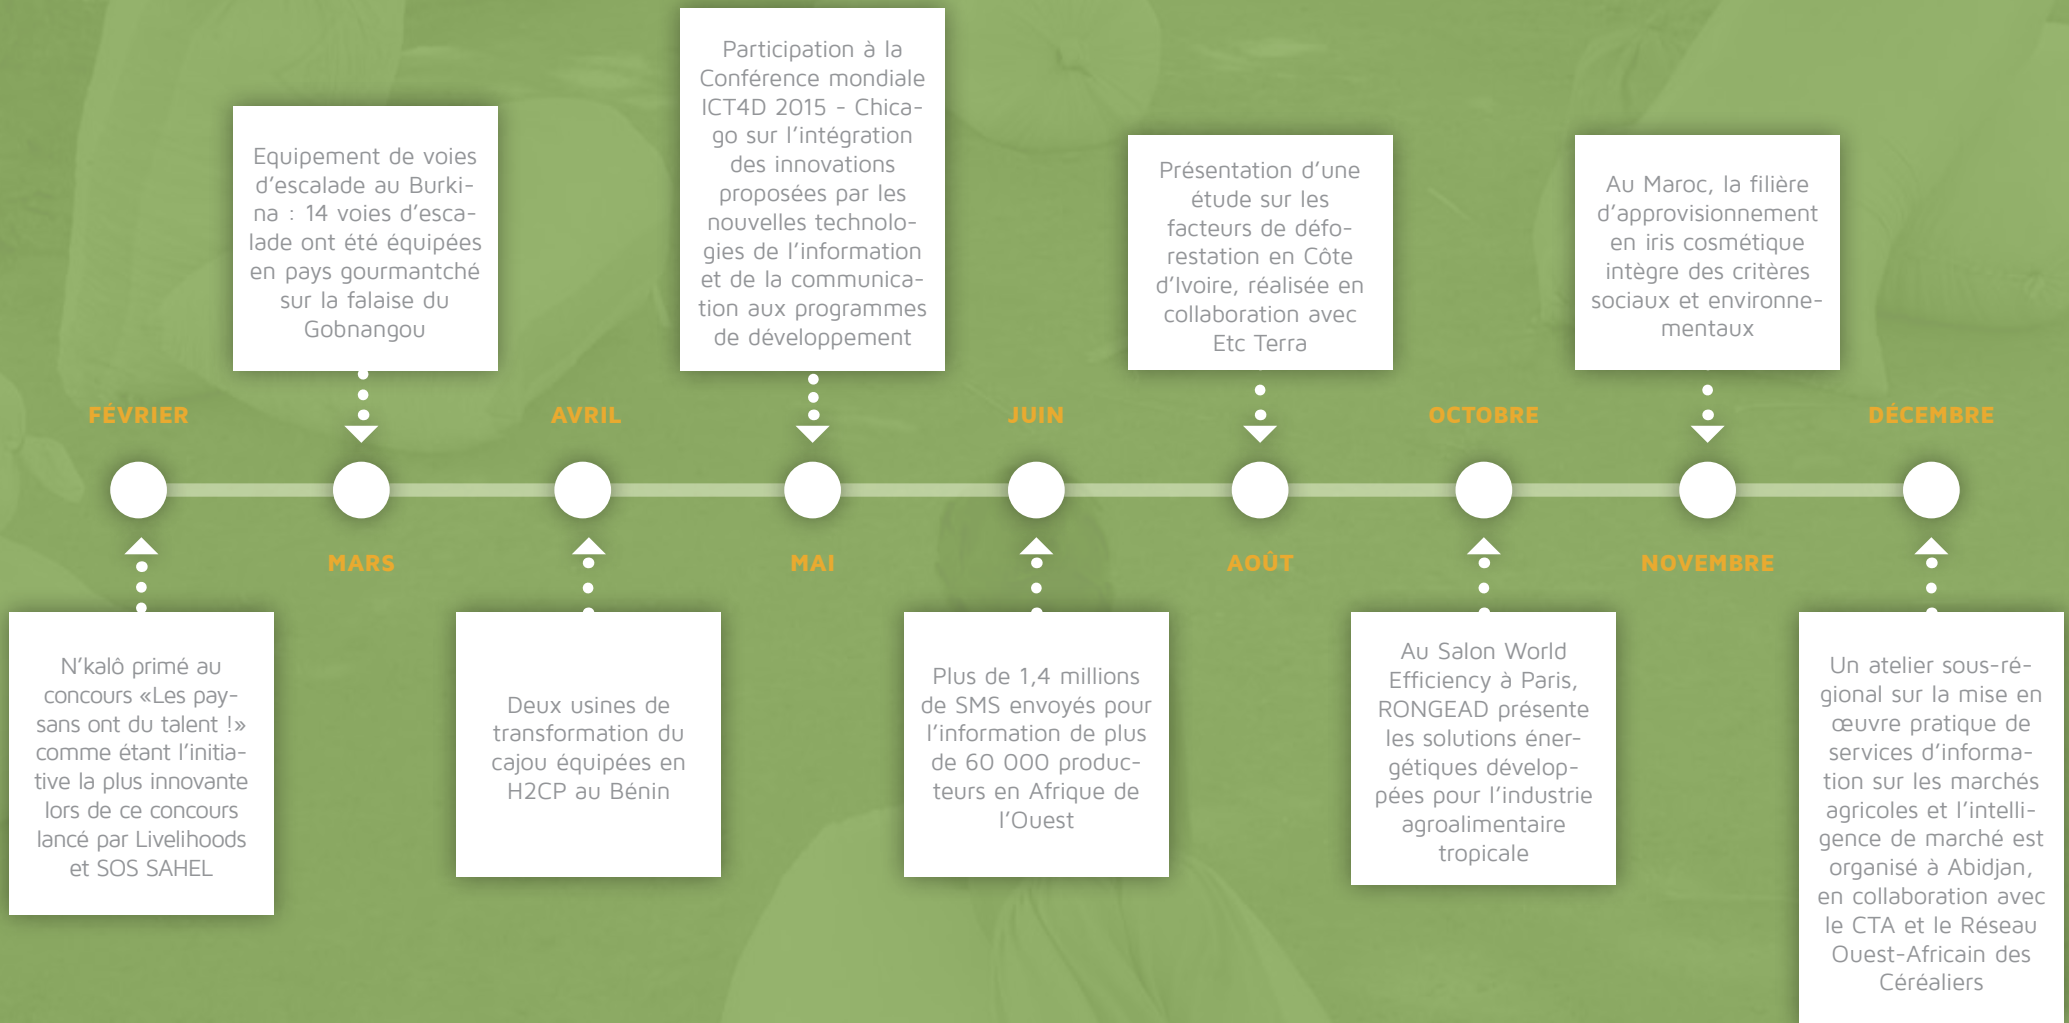 FÉVRIER
N’kalô primé au
concours «Les pay-
sans ont du talent !»
comme étant l’initia-
tive la plus innovante
lors de ce concours
lancé par Livelihoods
et SOS SAHEL
Equipement de voies
d’escalade au Burki-
na : 14 voies d’esca-
lade ont été équipées
en pays gourmantché
sur la falaise du
Gobnangou
MARS
AVRIL
Deux usines de
transformation du
cajou équipées en
H2CP au Bénin
Participation à la
Conférence mondiale
ICT4D 2015 - Chica-
go sur l’intégration
des innovations
proposées par les
nouvelles technolo-
gies de l’information
et de la communica-
tion aux programmes
de développement
MAI
JUIN
Plus de 1,4 millions
de SMS envoyés pour
l’information de plus
de 60 000 produc-
teurs en Afrique de
l’Ouest
Présentation d’une
étude sur les
facteurs de défo-
restation en Côte
d’Ivoire, réalisée en
collaboration avec
Etc Terra
AOÛT
OCTOBRE
Au Salon World
Efficiency à Paris,
RONGEAD présente
les solutions éner-
gétiques dévelop-
pées pour l’industrie
agroalimentaire
tropicale
Au Maroc, la filière
d’approvisionnement
en iris cosmétique
intègre des critères
sociaux et environne-
mentaux
NOVEMBRE
DÉCEMBRE
Un atelier sous-ré-
gional sur la mise en
œuvre pratique de
services d’informa-
tion sur les marchés
agricoles et l’intelli-
gence de marché est
organisé à Abidjan,
en collaboration avec
le CTA et le Réseau
Ouest-Africain des
Céréaliers